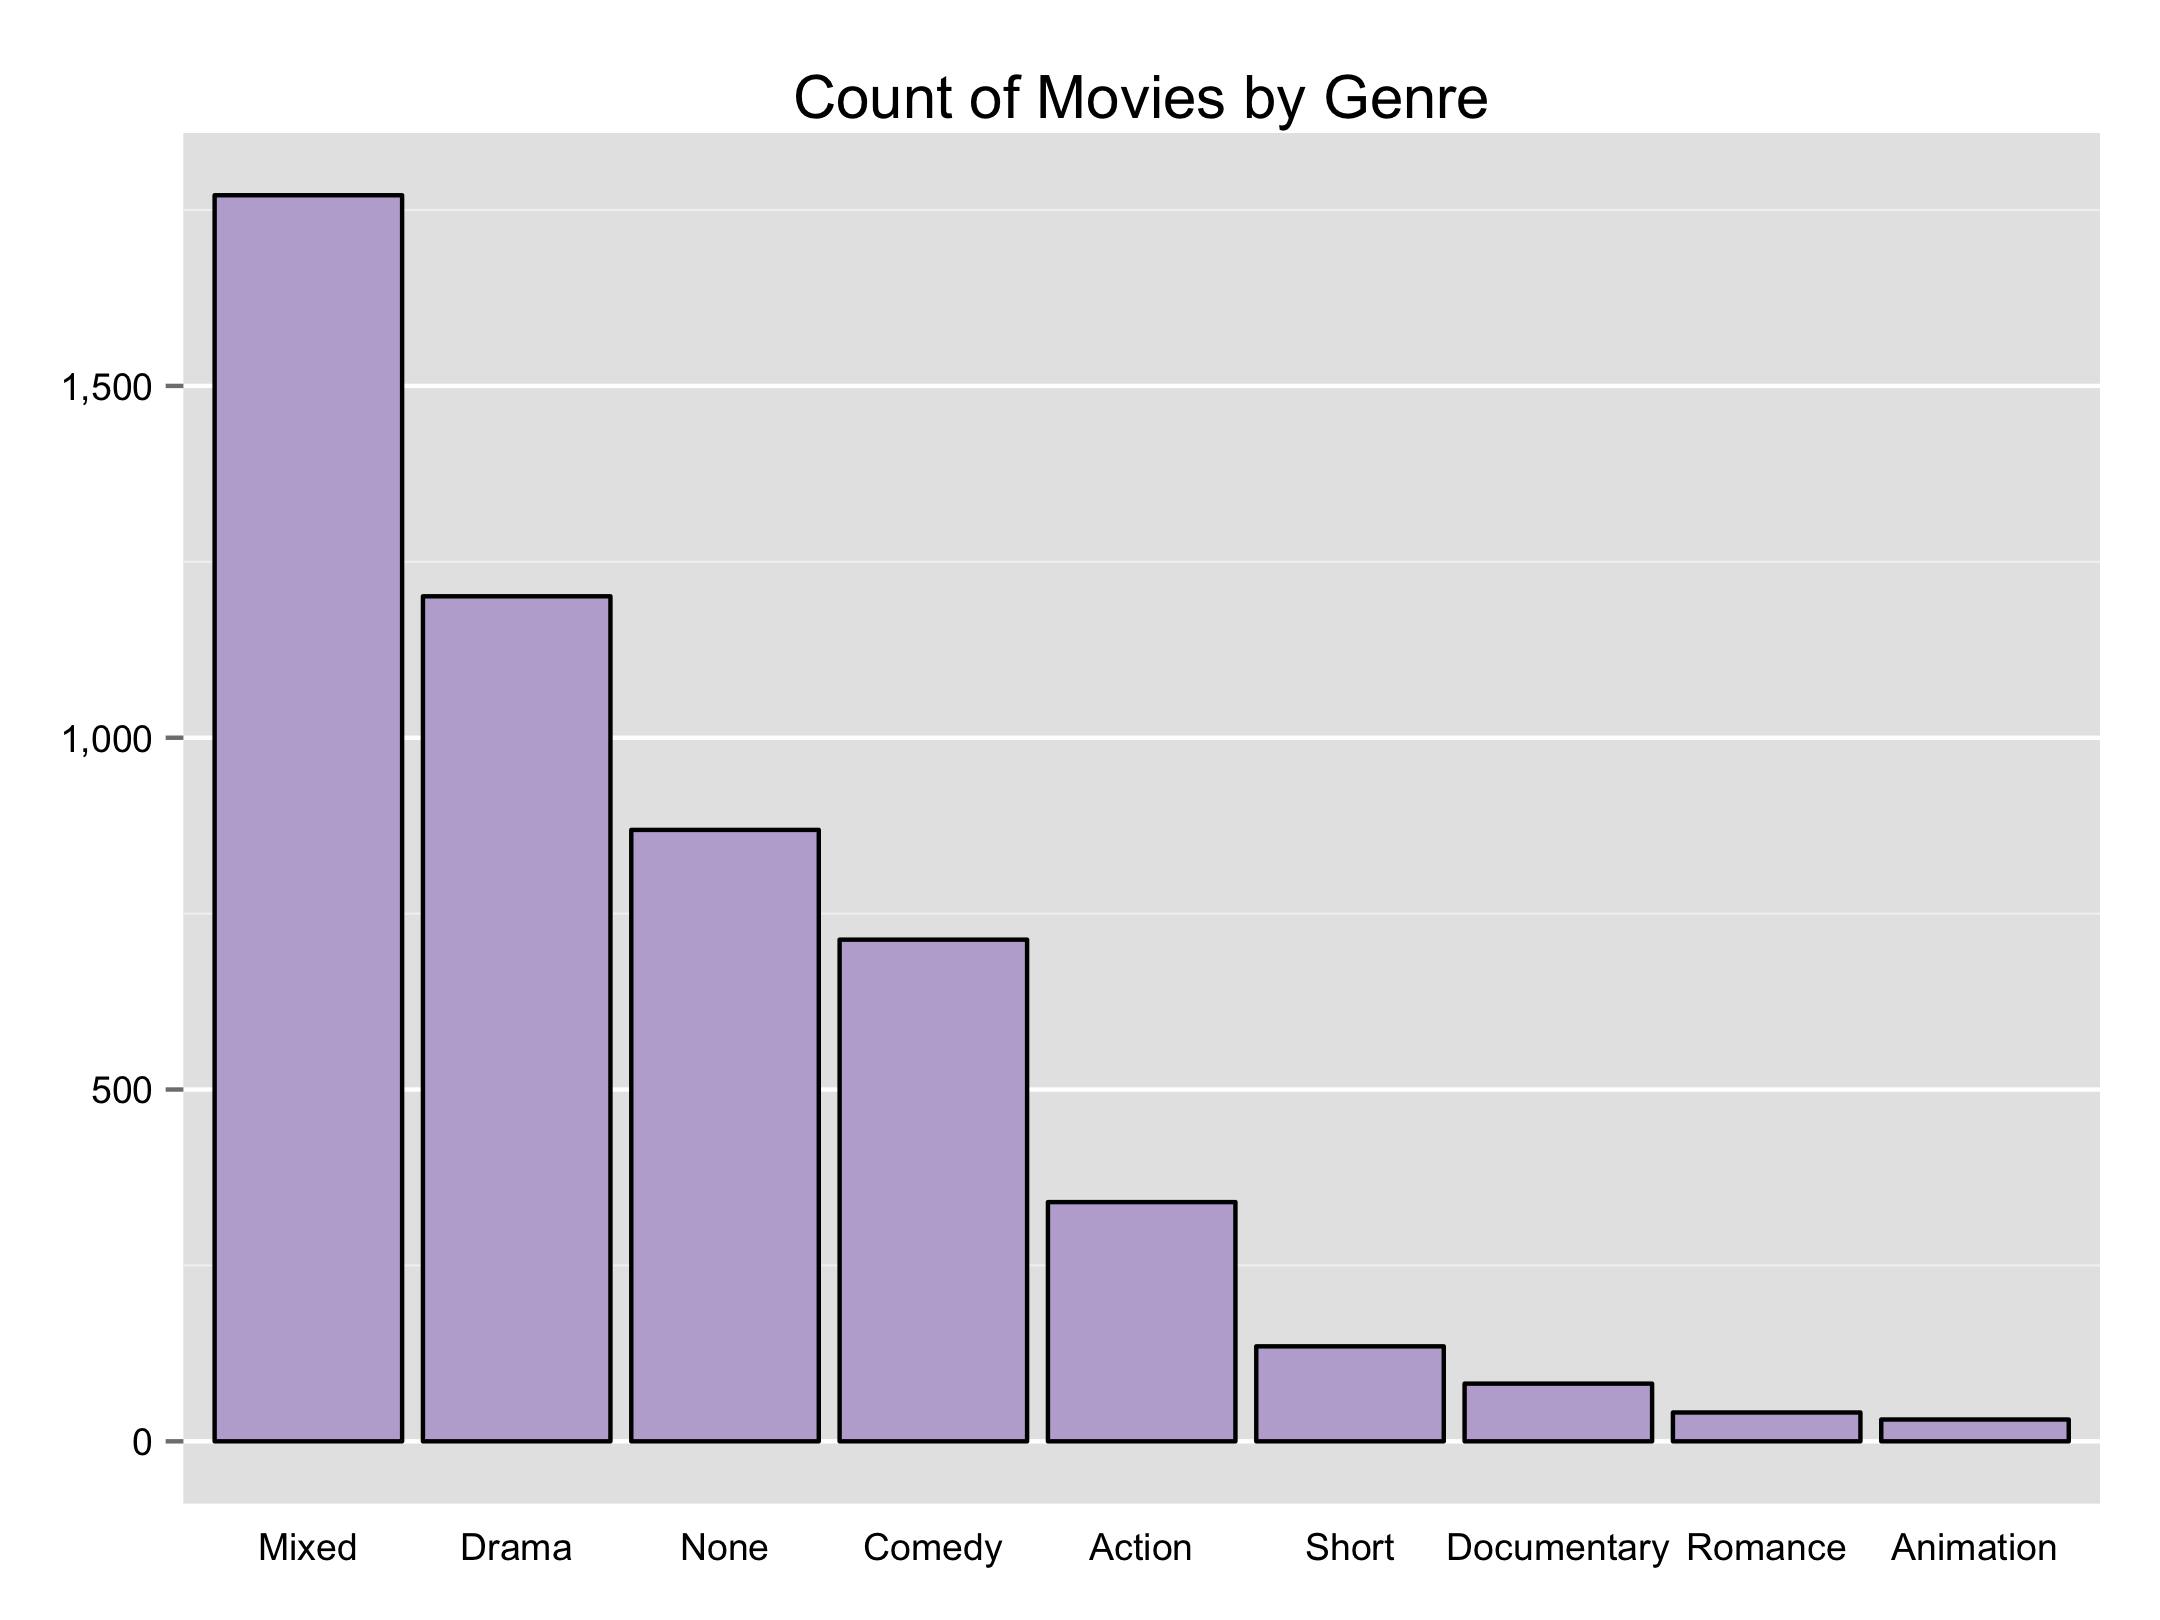 Count of Movies by Genre
1,500
1,000
500
0
Mixed Drama None Comedy Action Short Documentary Romance Animation